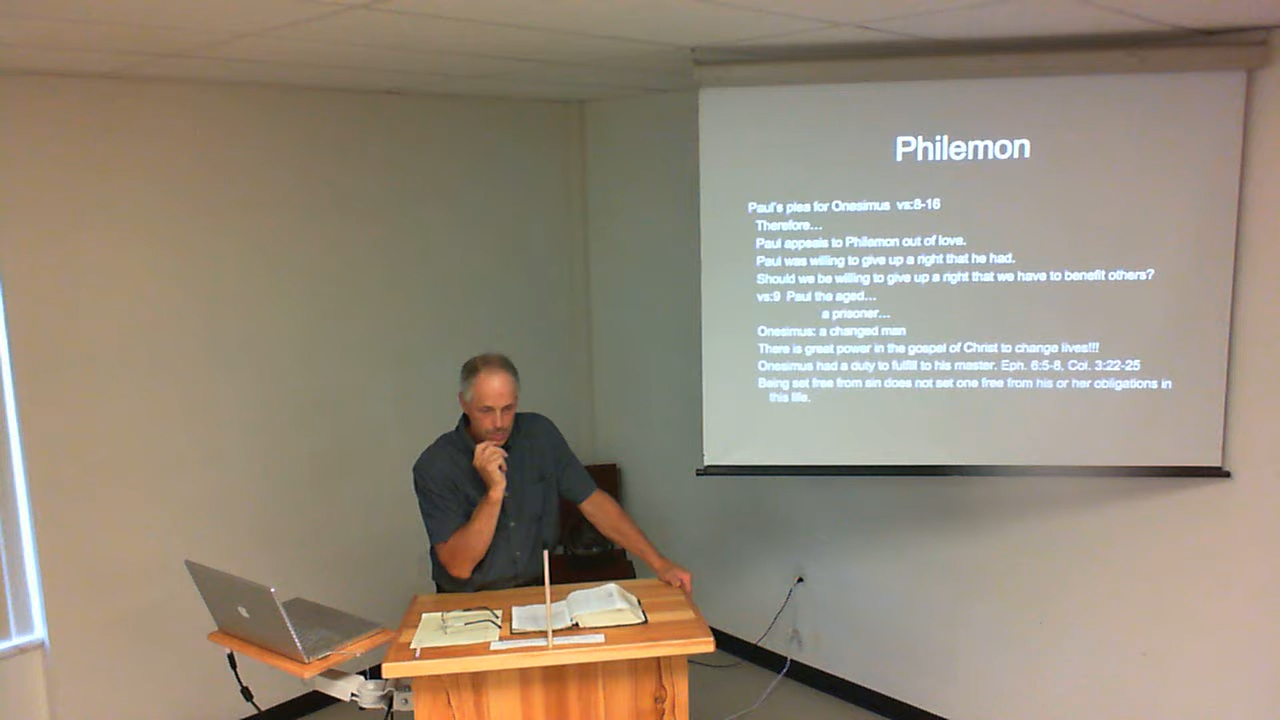 Philemon
Paul's plea for Onesimus vs:8-16
Therefore...
Paul appeals to Philemon out of love.
Paul was willing to give up a right that he had.
Should we be willing to give up a right that we have to benefit others?
vs:9 Paul the aged...
a prisoner...
Onesimus: a changed man
There is great power in the gospel of Christ to change lives!!!
Onesimus had a duty to fulfill to his master. Eph. 6:5-8, Col. 3:22-25
Being set free from sin does not set one free from his or her obligations in
this life.